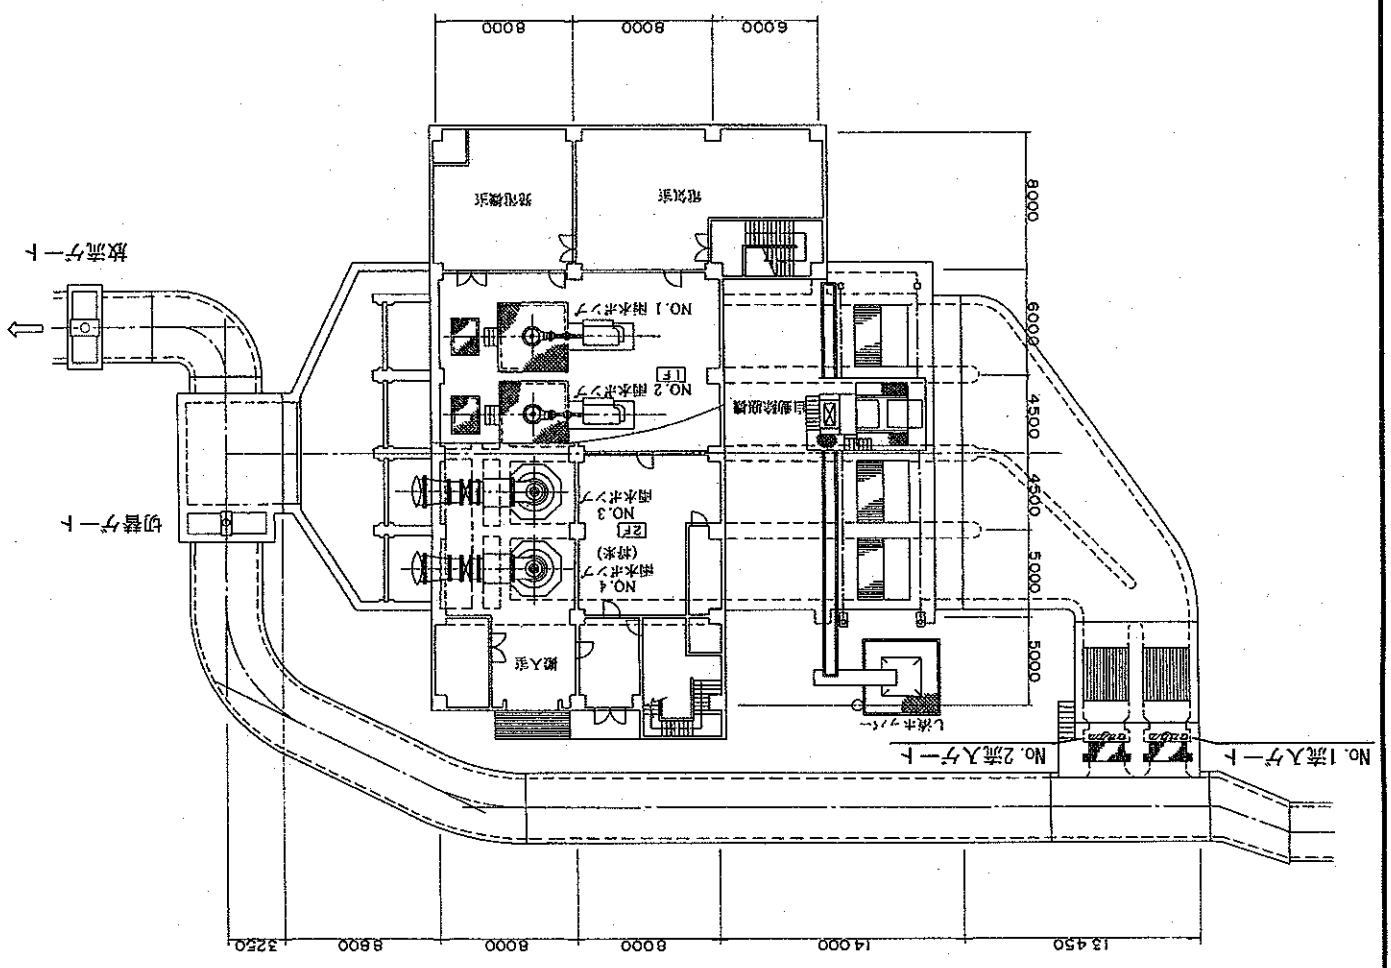 13450
14000
8000
8000
8800
3250
No. 1流入ゲート
No. 2流入ゲート
し渣ホッパー
搬入室
5000
5000
4500
4500
6000
8000
NO.4
雨水ポンプ
(将来)
2F
NO.3
雨水ポンプ
切替ゲート
自動除塵機
NO.2 雨水ポンプ
1F
NO.1 雨水ポンプ
放流ゲート
電気室
発電機室
6000
8000
8000